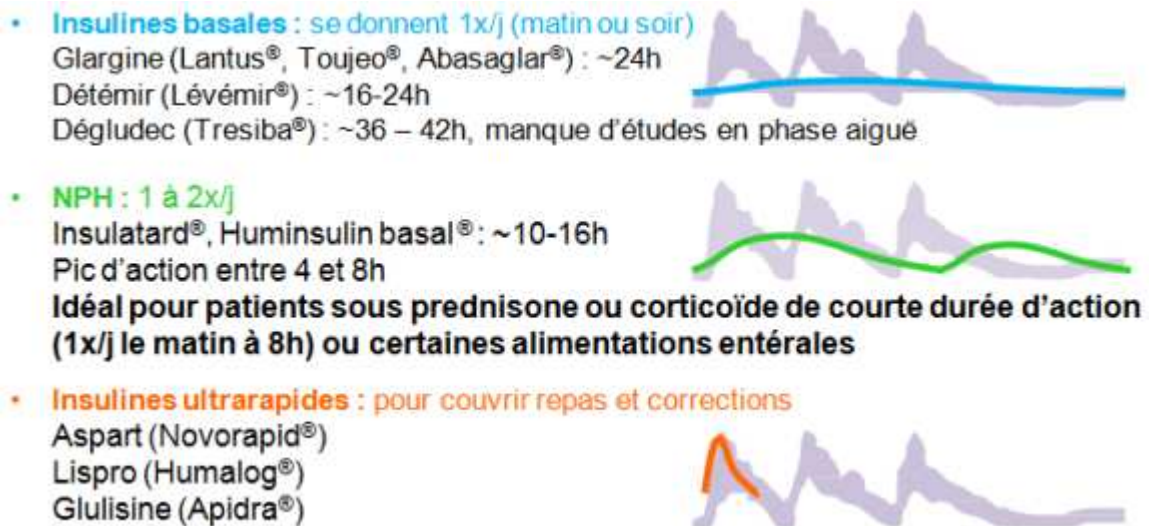 • Insulines basales : se donnent 1x/j (matin ou soir)
Glargine (Lantus®, Toujeo®, Abasaglar®) : ~24h
Détémir (Lévémir®) : ~16-24h
Dégludec (Tresiba®) : ~36 – 42h, manque d'études en phase aiguë
• NPH : 1 à 2x/j
Insulatard®, Huminsulin basal®: ~10-16h
Pic d'action entre 4 et 8h
Idéal pour patients sous prednisone ou corticoïde de courte durée d'action
(1x/j le matin à 8h) ou certaines alimentations entérales
• Insulines ultrarapides : pour couvrir repas et corrections
Aspart (Novorapid®)
Lispro (Humalog®)
Glulisine (Apidra®)